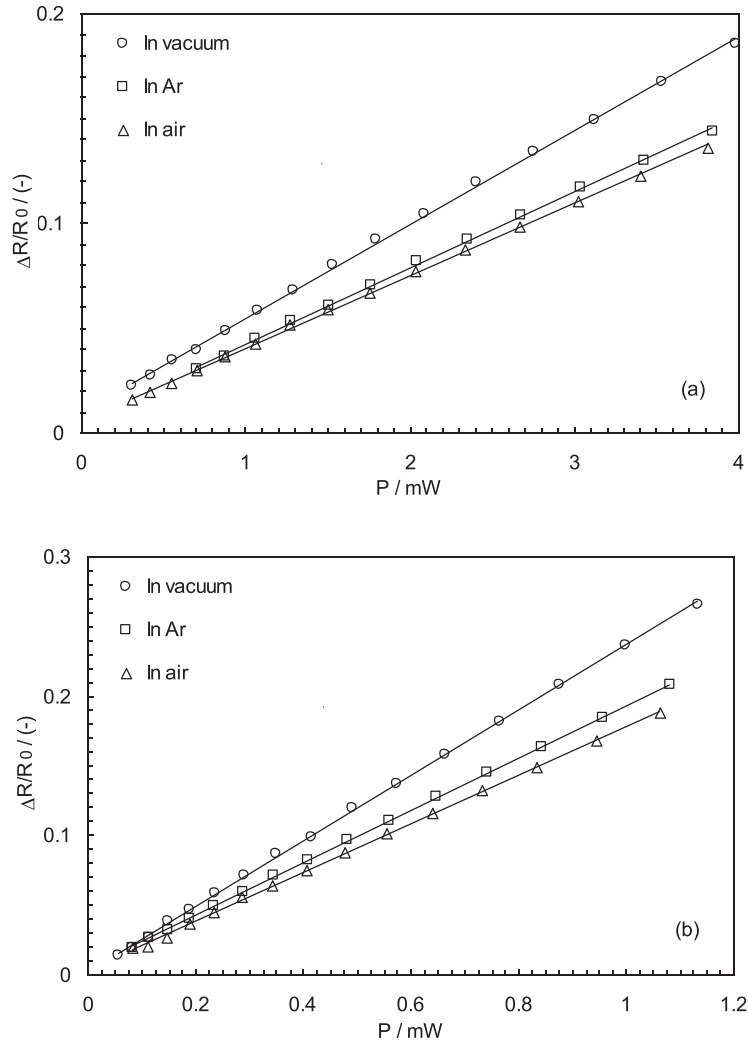 0.2
In vacuum
In Ar
In air
0.1
ΔR/R0 / (-)
(a)
0
0 1 2 3 4
P / mW
0.3
In vacuum
In Ar
In air
0.2
ΔR/R0 / (-)
0.1
(b)
0
0 0.2 0.4 0.6 0.8 1 1.2
P / mW